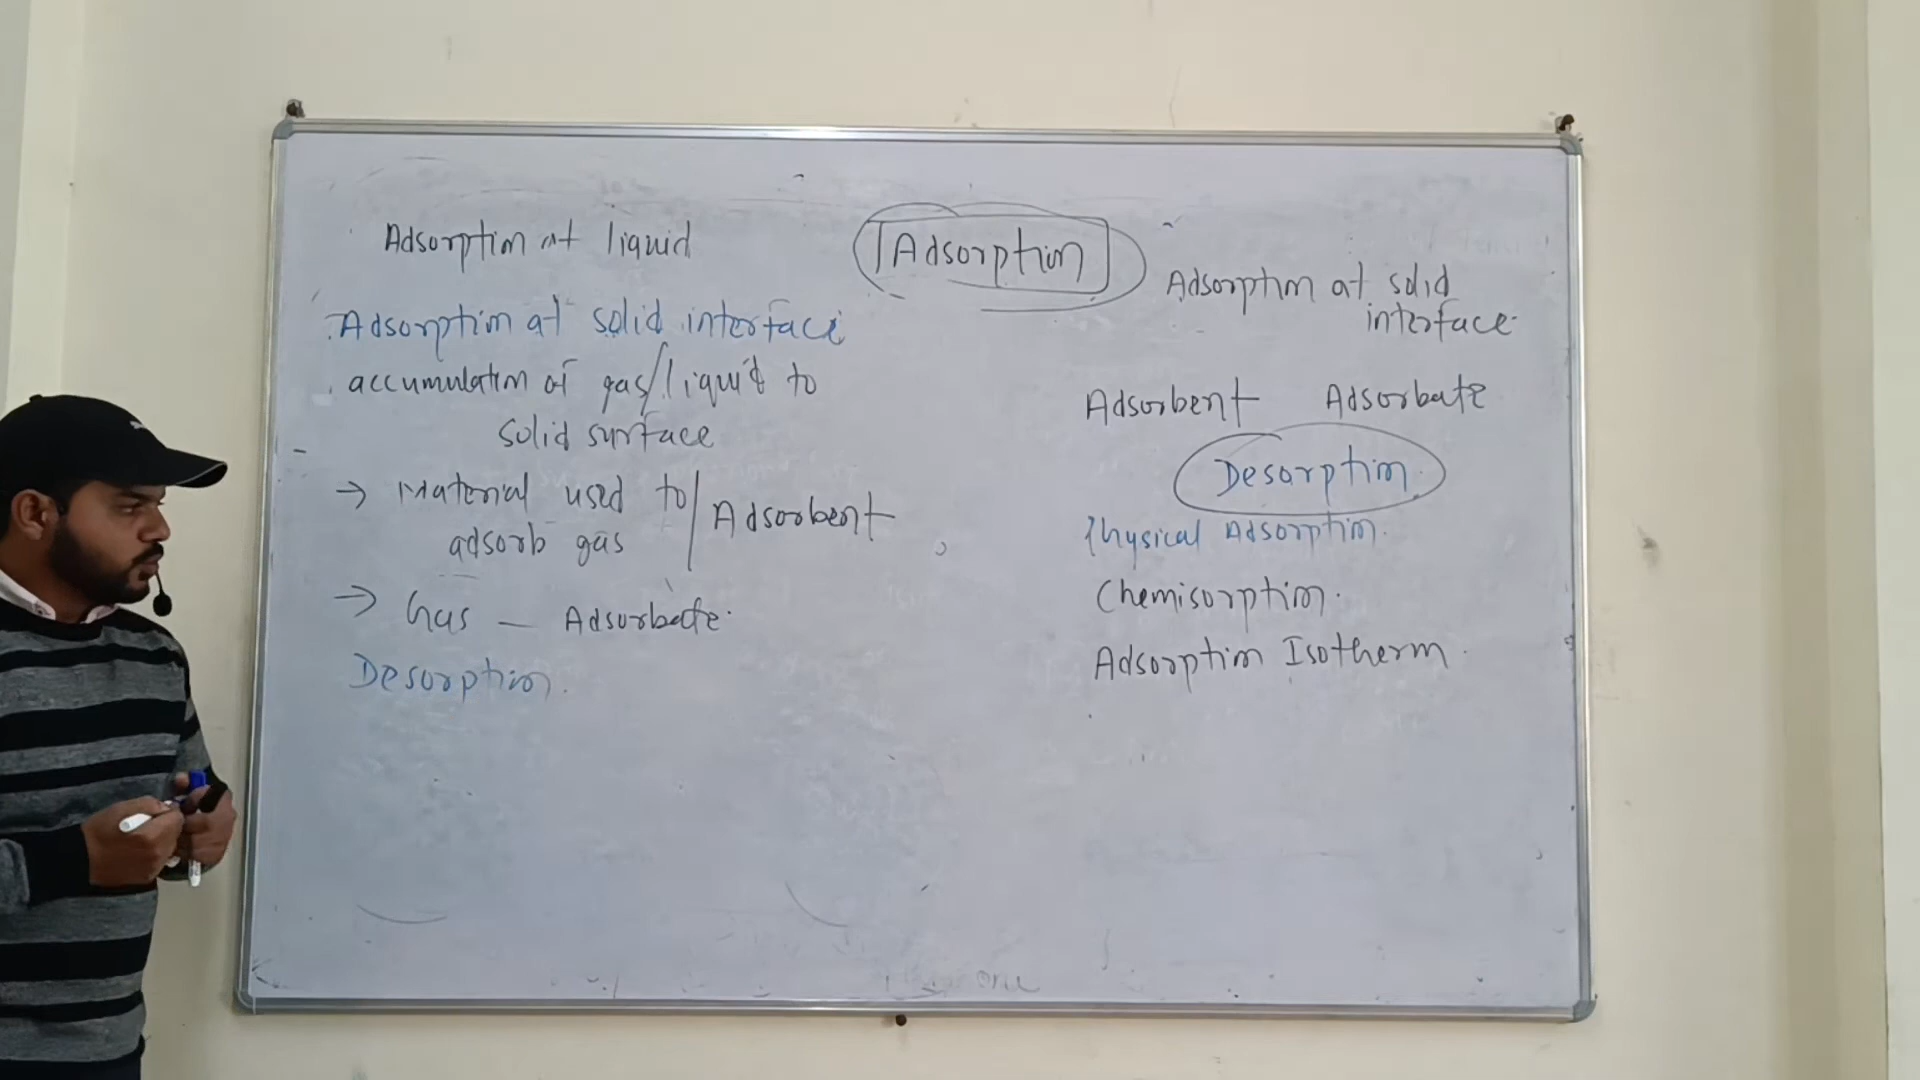 Adsorption at liquid
Adsorption
Adsorption at solid
interface
Adsorption at solid interface
accumulation of gas/liquid to
solid surface
→ Material used to / Adsorbent
adsorb gas
→ Gas — Adsorbate.
Desorption.
Adsorbent Adsorbate
Desorption.
Physical Adsorption.
Chemisorption.
Adsorption Isotherm.